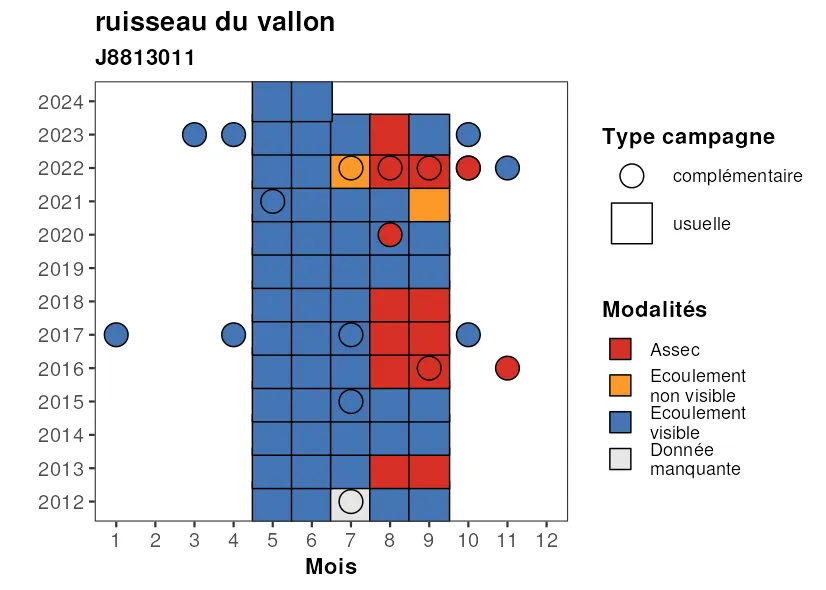 ruisseau du vallon
J8813011
2024
2023
2022
2021
2020
2019
2018
2017
2016
2015
2014
2013
2012
1 2 3 4 5 6 7 8 9 10 11 12
Mois
Type campagne
complémentaire
usuelle
Modalités
Assec
Ecoulement
non visible
Ecoulement
visible
Donnée
manquante